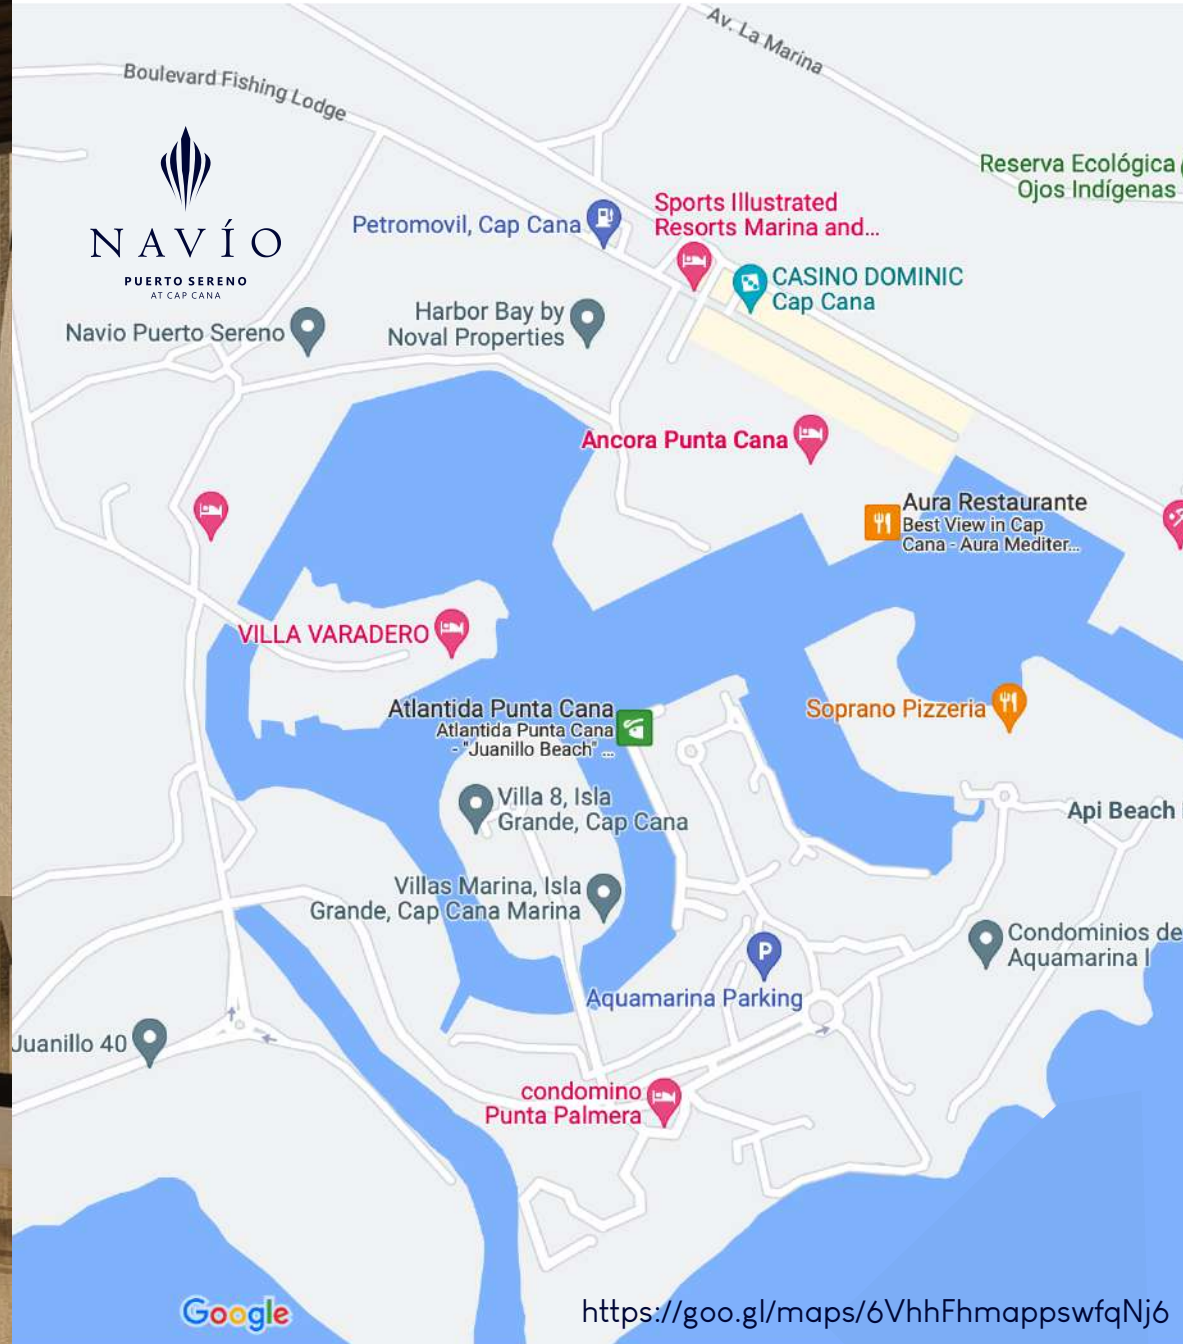 Av. La Marina
Boulevard Fishing Lodge
NAVÍO
PUERTO SERENO
AT CAP CANA
Reserva Ecológica
Ojos Indígenas
Sports Illustrated
Resorts Marina and...
Petromovil, Cap Cana
CASINO DOMINIC
Cap Cana
Navio Puerto Sereno
Harbor Bay by
Noval Properties
Ancora Punta Cana
Aura Restaurante
Best View in Cap
Cana - Aura Mediter...
VILLA VARADERO
Atlantida Punta Cana
Atlantida Punta Cana
- "Juanillo Beach" ...
Soprano Pizzeria
Villa 8, Isla
Grande, Cap Cana
Api Beach
Villas Marina, Isla
Grande, Cap Cana Marina
P
Condominios de
Aquamarina I
Aquamarina Parking
Juanillo 40
condomino
Punta Palmera
Google
https://goo.gl/maps/6VhhFhmappswfqNj6